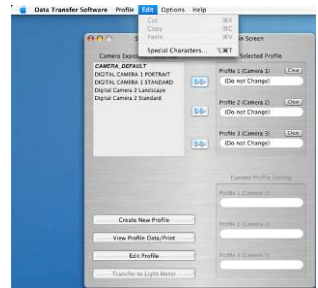 Data Transfer Software Profile Edit Options Help
Cut ⌘X
Copy ⌘C
Paste ⌘V
Special Characters... ⌥⌘T
in Screen
Selected Profile
CAMERA_DEFAULT
DIGITAL CAMERA 1 PORTRAIT
DIGITAL CAMERA 1 STANDARD
Digital Camera 2 Landscape
Digital Camera 2 Standard
Profile 1 (Camera 1) Clear
(Do not Change)
Profile 2 (Camera 2) Clear
(Do not Change)
Profile 3 (Camera 3) Clear
(Do not Change)
Current Profile Setting
Profile 1 (Camera 1)
Profile 2 (Camera 2)
Profile 3 (Camera 3)
Create New Profile
View Profile Data/Print
Edit Profile
Transfer to Light Meter